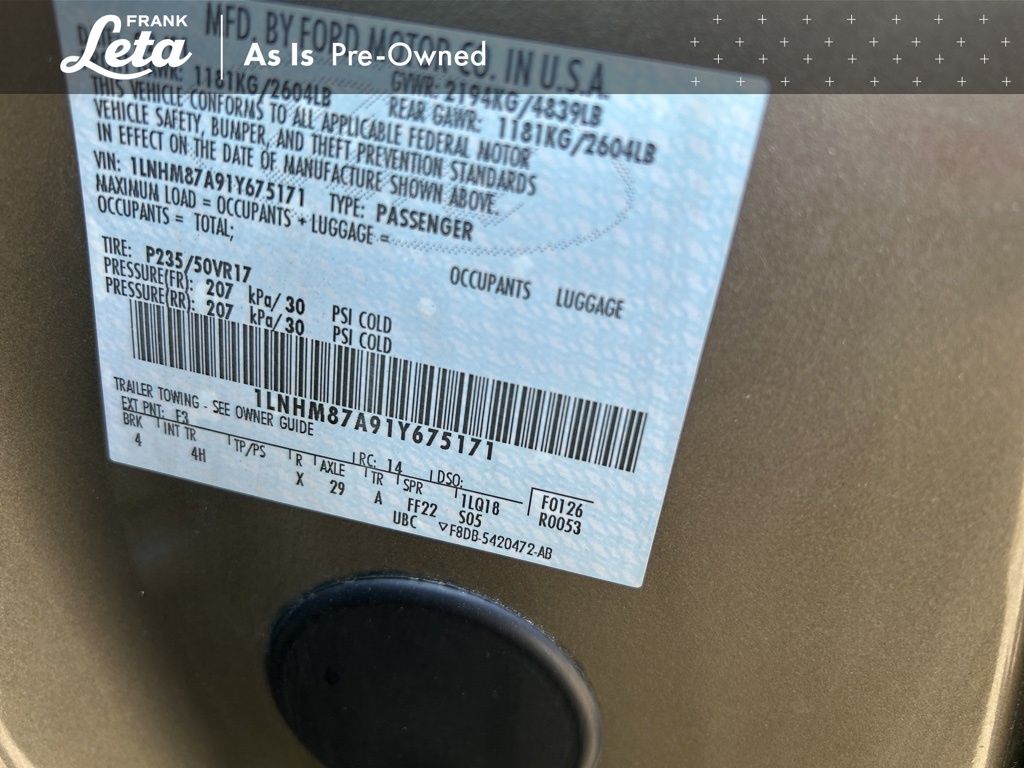 FRANK
Leta
As Is Pre-Owned
MFD. BY FORD MOTOR CO. IN U.S.A.
GVWR: 2194KG/4839LB
1181KG/2604LB
REAR GAWR: 1181KG/2604LB
THIS VEHICLE CONFORMS TO ALL APPLICABLE FEDERAL MOTOR
VEHICLE SAFETY, BUMPER, AND THEFT PREVENTION STANDARDS
IN EFFECT ON THE DATE OF MANUFACTURE SHOWN ABOVE.
VIN: 1LNHM87A91Y675171 TYPE: PASSENGER
MAXIMUM LOAD = OCCUPANTS + LUGGAGE =
OCCUPANTS = TOTAL;
OCCUPANTS LUGGAGE
TIRE: P235/50VR17
PRESSURE(FR): 207 kPa/ 30 PSI COLD
PRESSURE(RR): 207 kPa/ 30 PSI COLD
1LNHM87A91Y675171
TRAILER TOWING - SEE OWNER GUIDE
EXT PNT: F3 RC: 14 DSO:
BRK INT TR TP/PS R AXLE TR SPR
4 4H X 29 A FF22 1LQ18 F0126
UBC S05 R0053
▽F8DB-5420472-AB